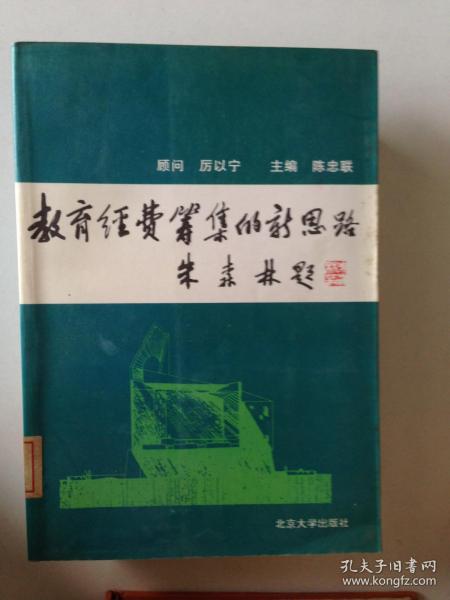 顾问 厉以宁 主编 陈忠联
教育经费筹集的新思路
朱森林题
北京大学出版社
孔夫子旧书网
www.kongfz.com